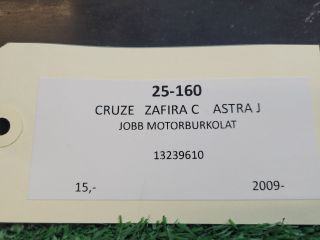 25-160
CRUZE ZAFIRA C ASTRA J
JOBB MOTORBURKOLAT
13239610
15,- 2009-